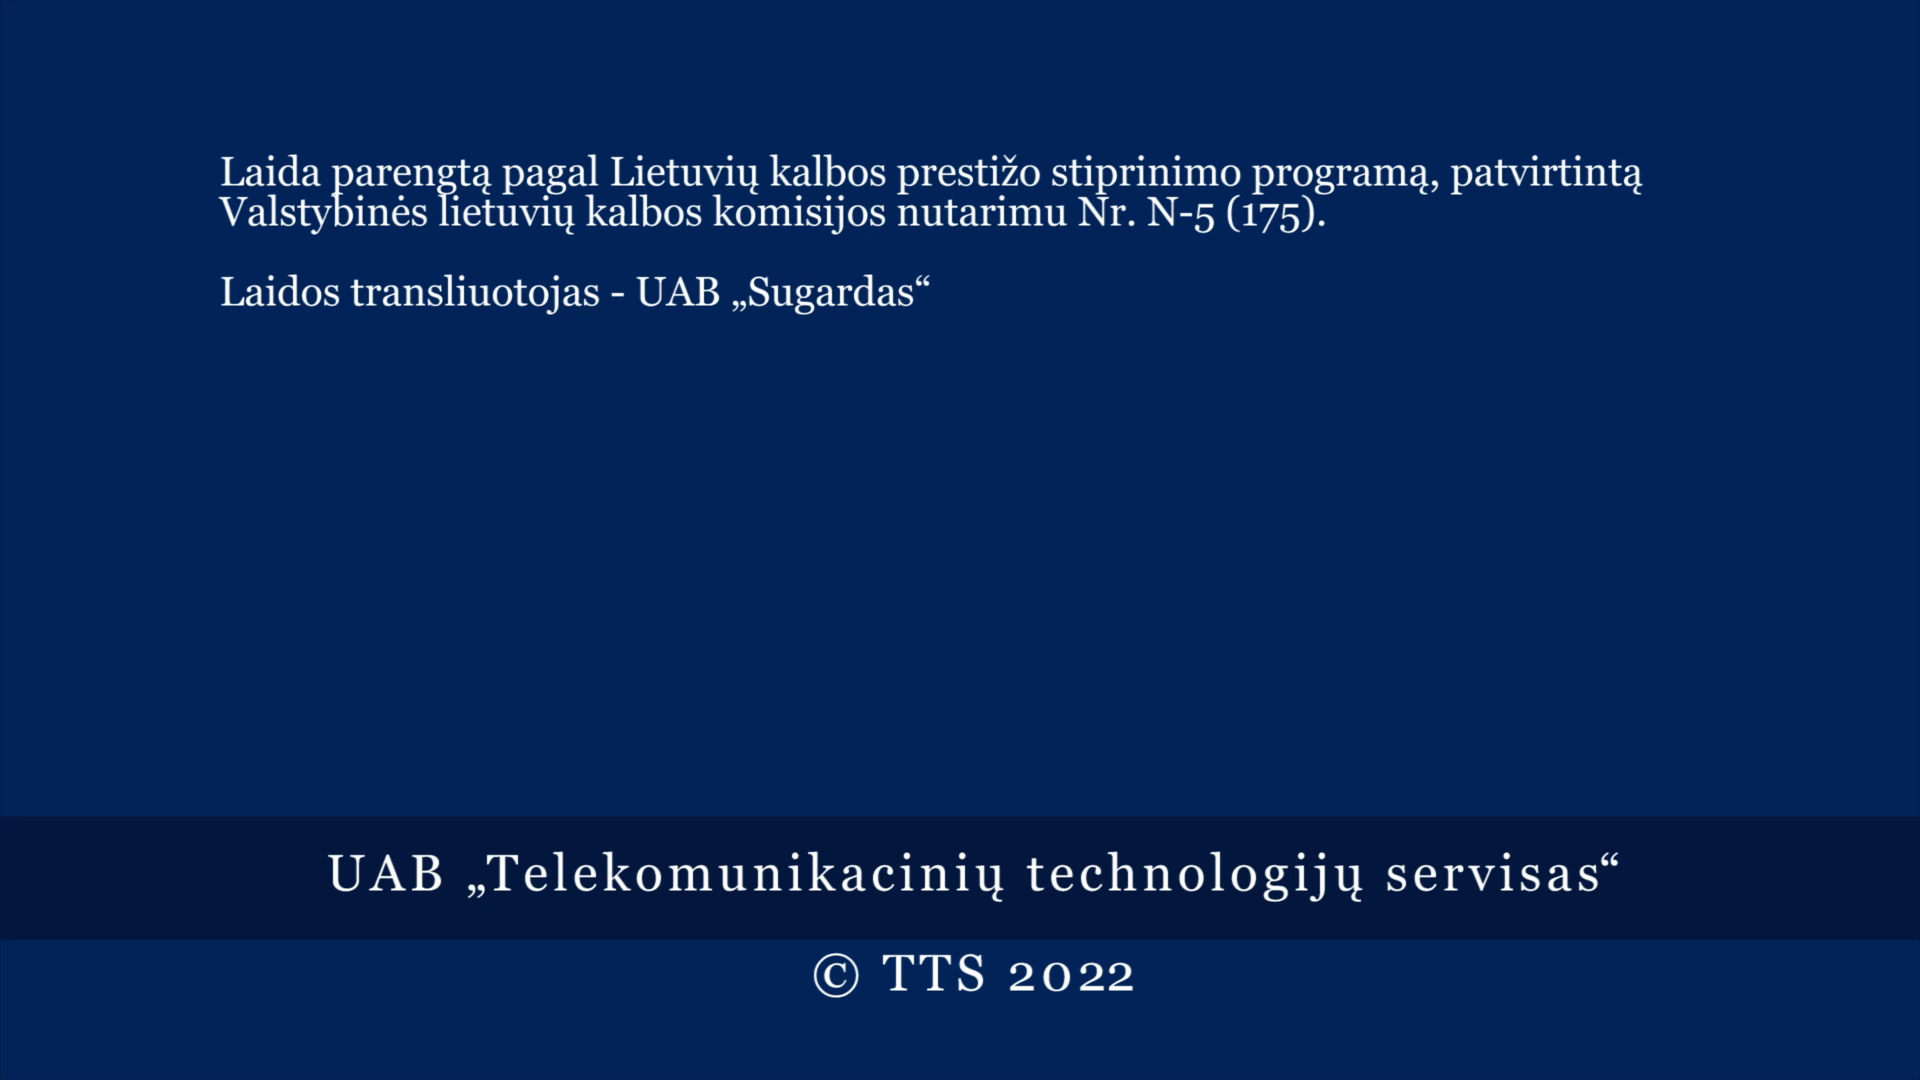 Laida parengtą pagal Lietuvių kalbos prestižo stiprinimo programą, patvirtintą
Valstybinės lietuvių kalbos komisijos nutarimu Nr. N-5 (175).
Laidos transliuotojas - UAB „Sugardas“
UAB „Telekomunikacinių technologijų servisas“
© TTS 2022